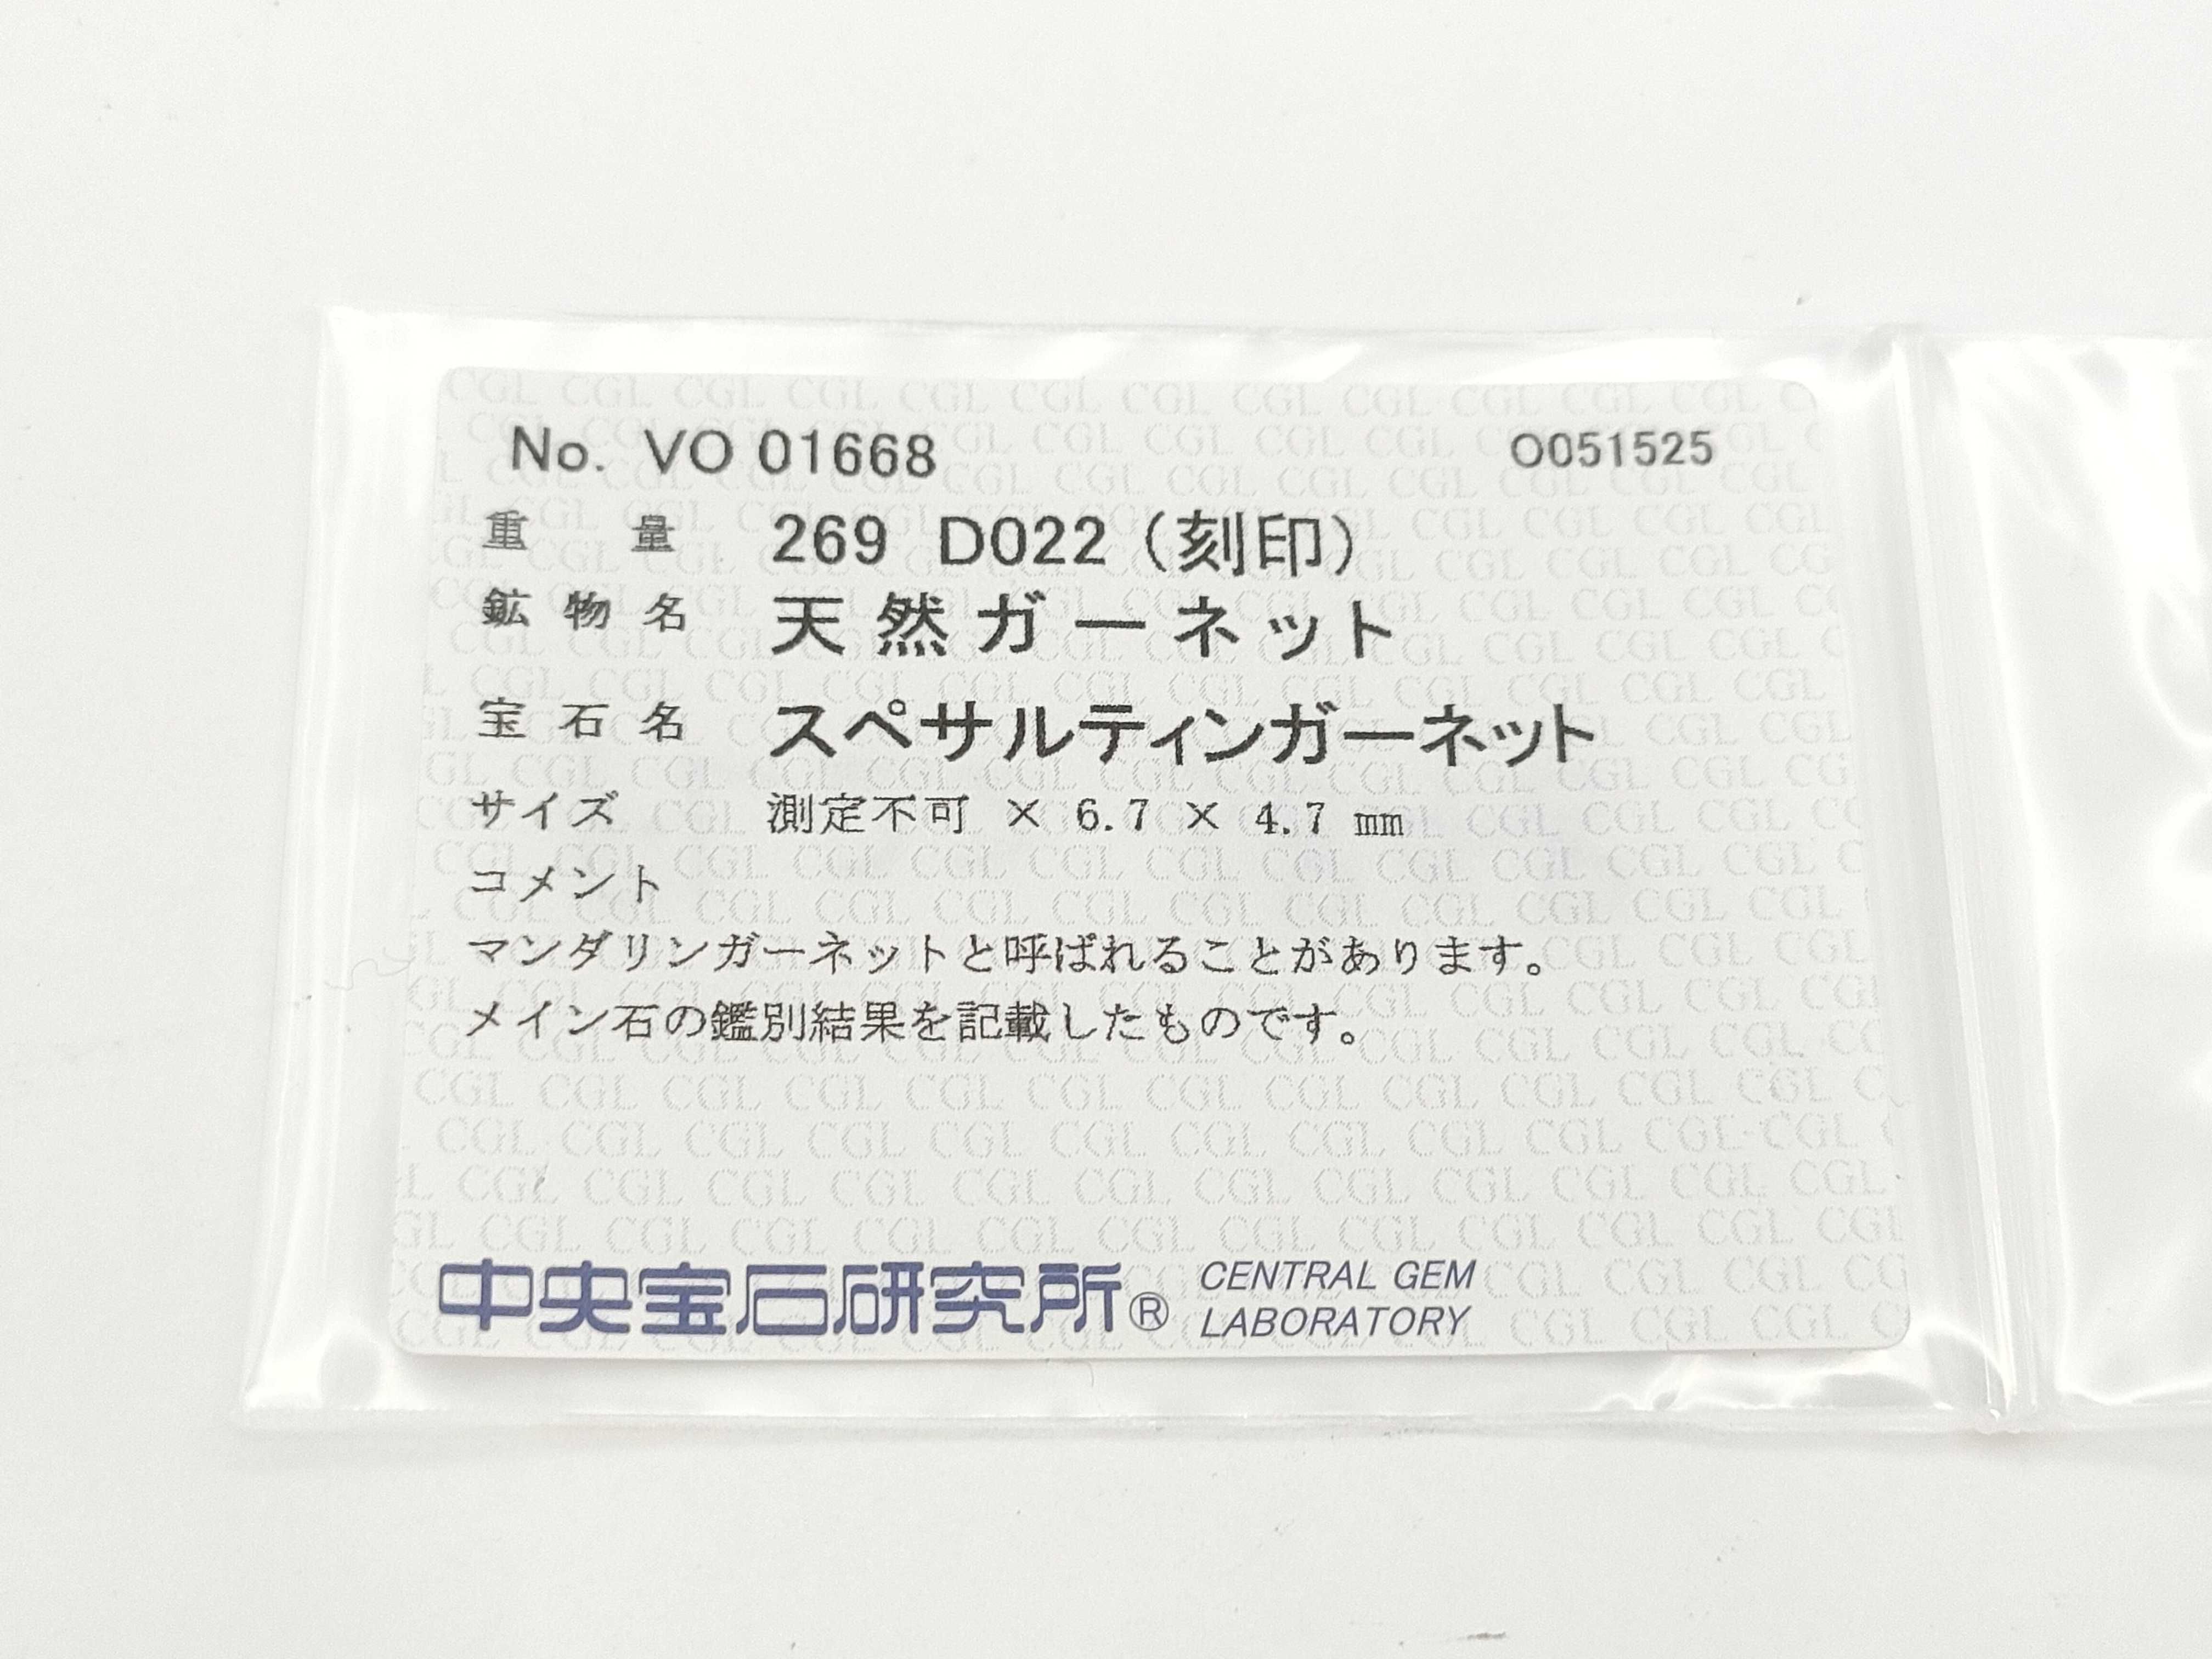 No. VO 01668 O051525
重量 269 D022 (刻印)
鉱物名 天然ガーネット
宝石名 スペサルティンガーネット
サイズ 測定不可 × 6.7 × 4.7 mm
コメント
マンダリンガーネットと呼ばれることがあります。
メイン石の鑑別結果を記載したものです。
中央宝石研究所® CENTRAL GEM
LABORATORY